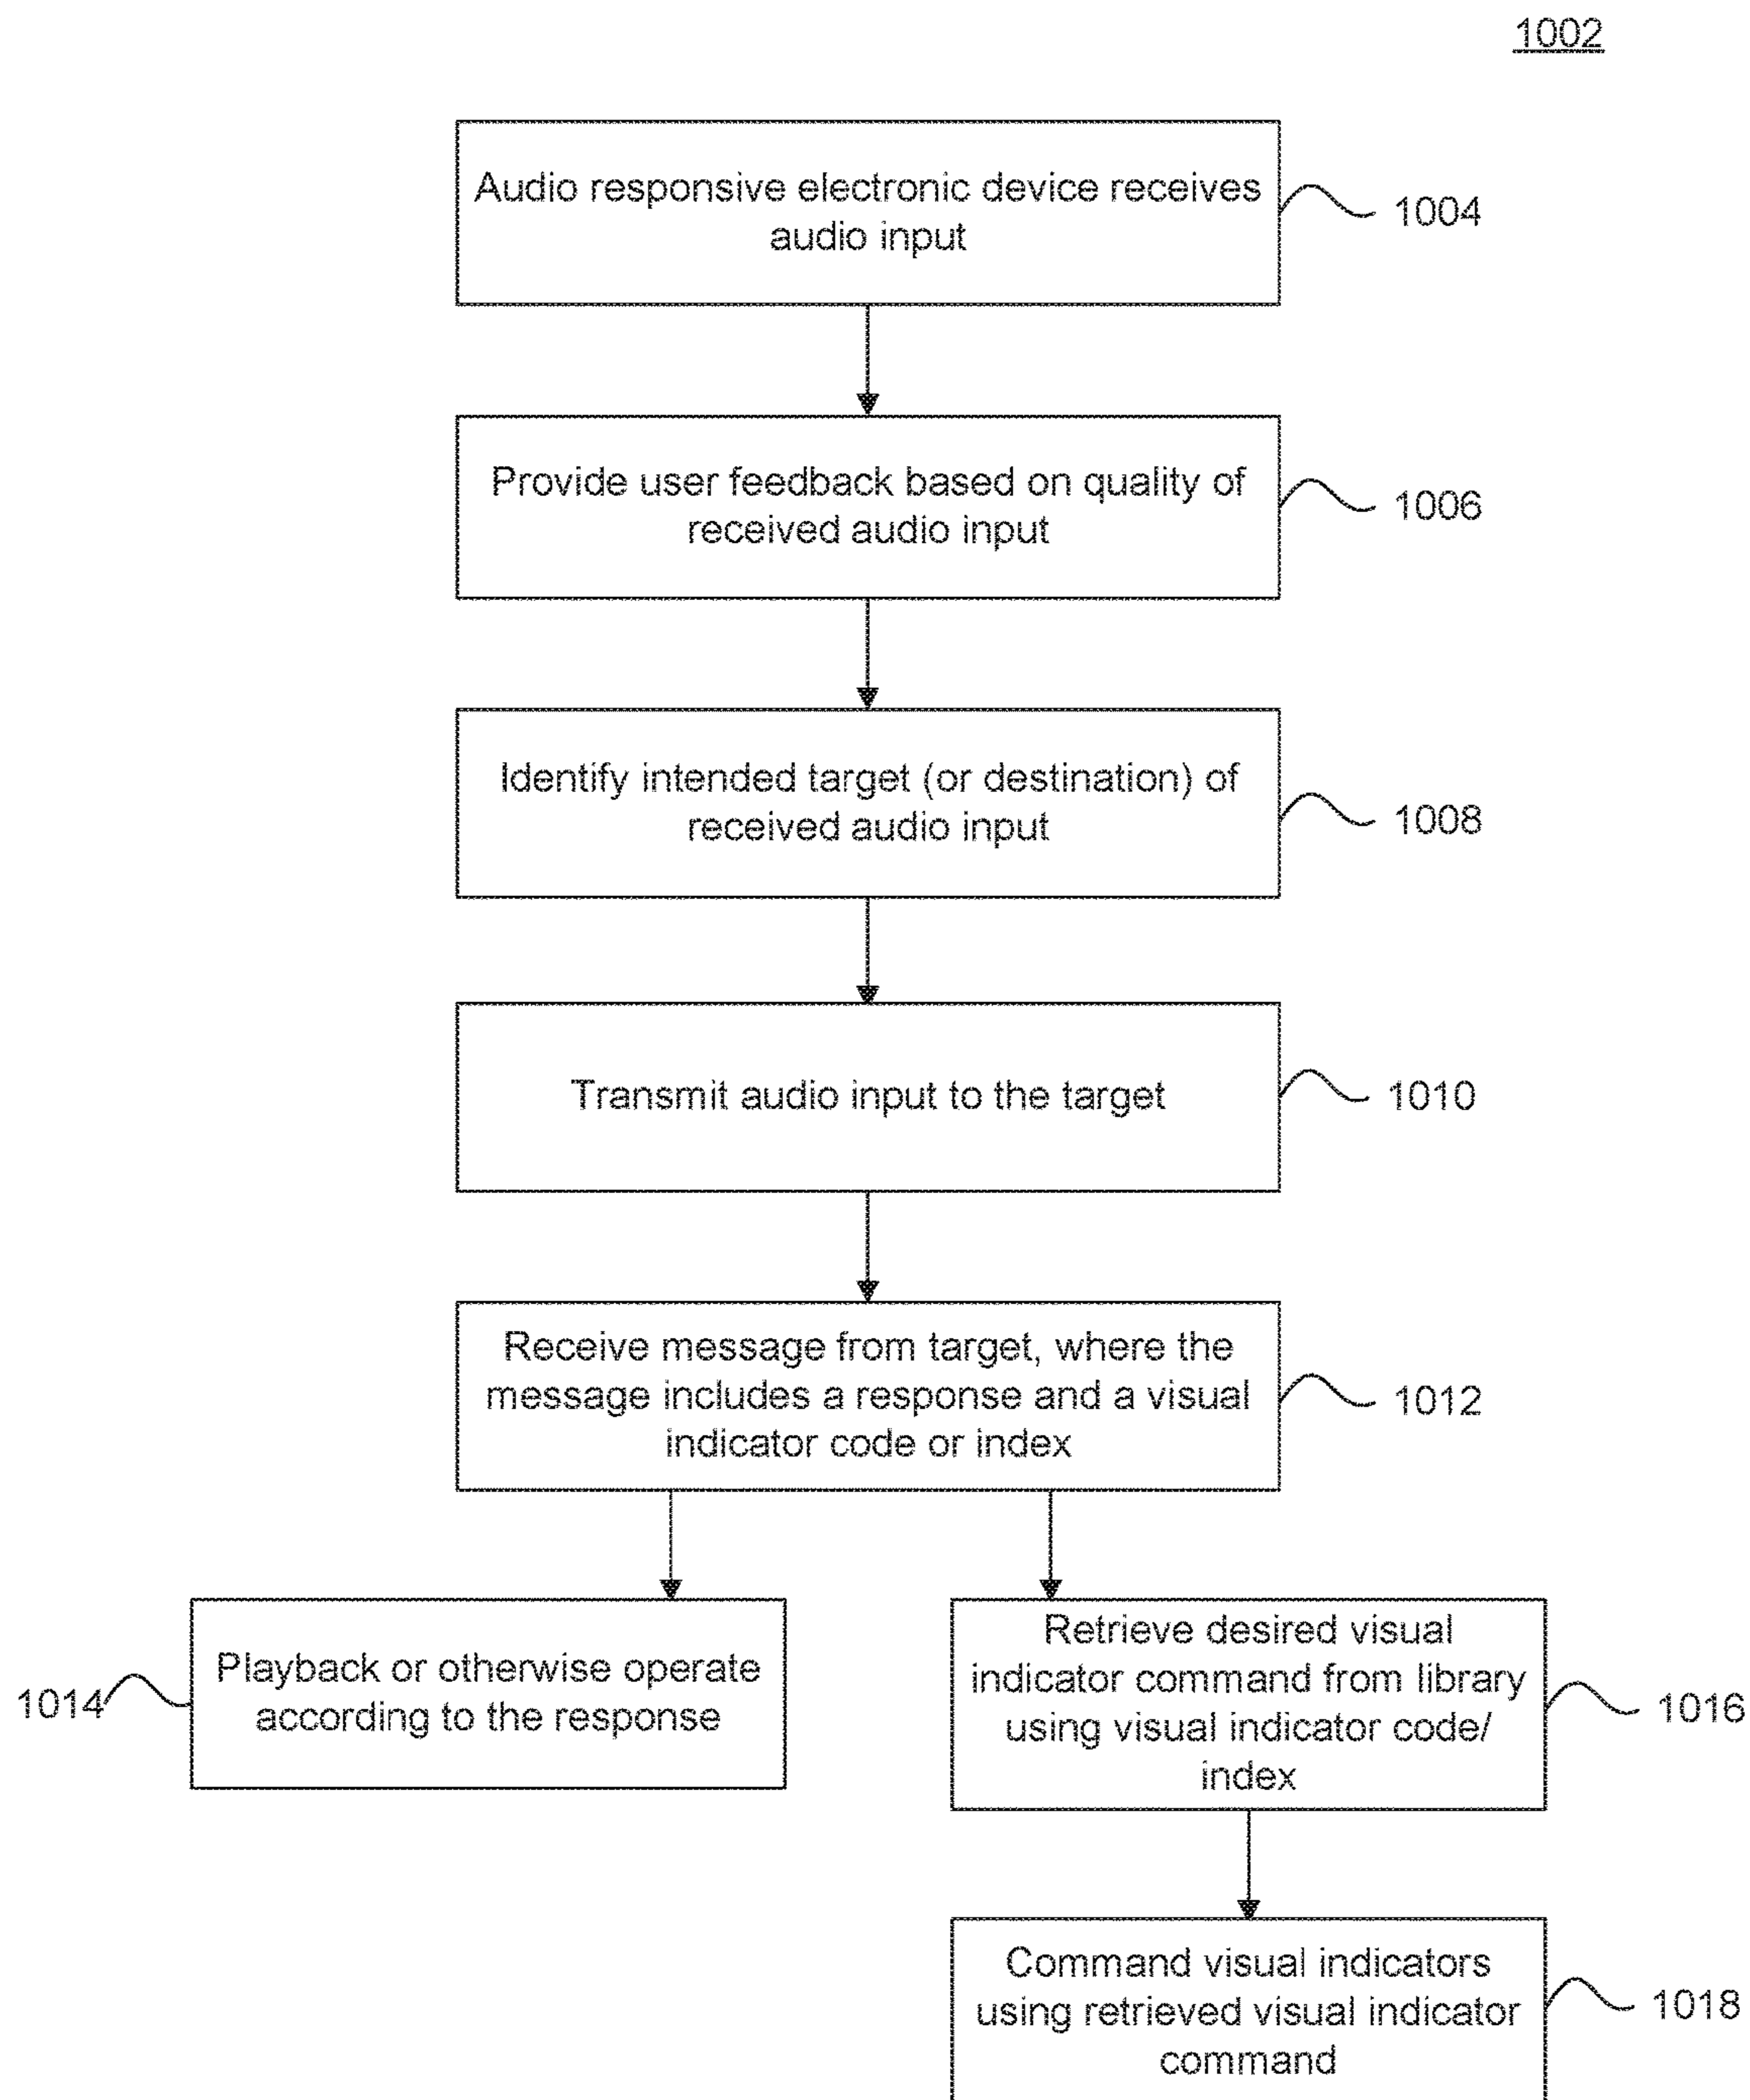 1002
Audio responsive electronic device receives
audio input
1004
Provide user feedback based on quality of
received audio input
1006
Identify intended target (or destination) of
received audio input
1008
Transmit audio input to the target
1010
Receive message from target, where the
message includes a response and a visual
indicator code or index
1012
Playback or otherwise operate
according to the response
1014
Retrieve desired visual
indicator command from library
using visual indicator code/
index
1016
Command visual indicators
using retrieved visual indicator
command
1018